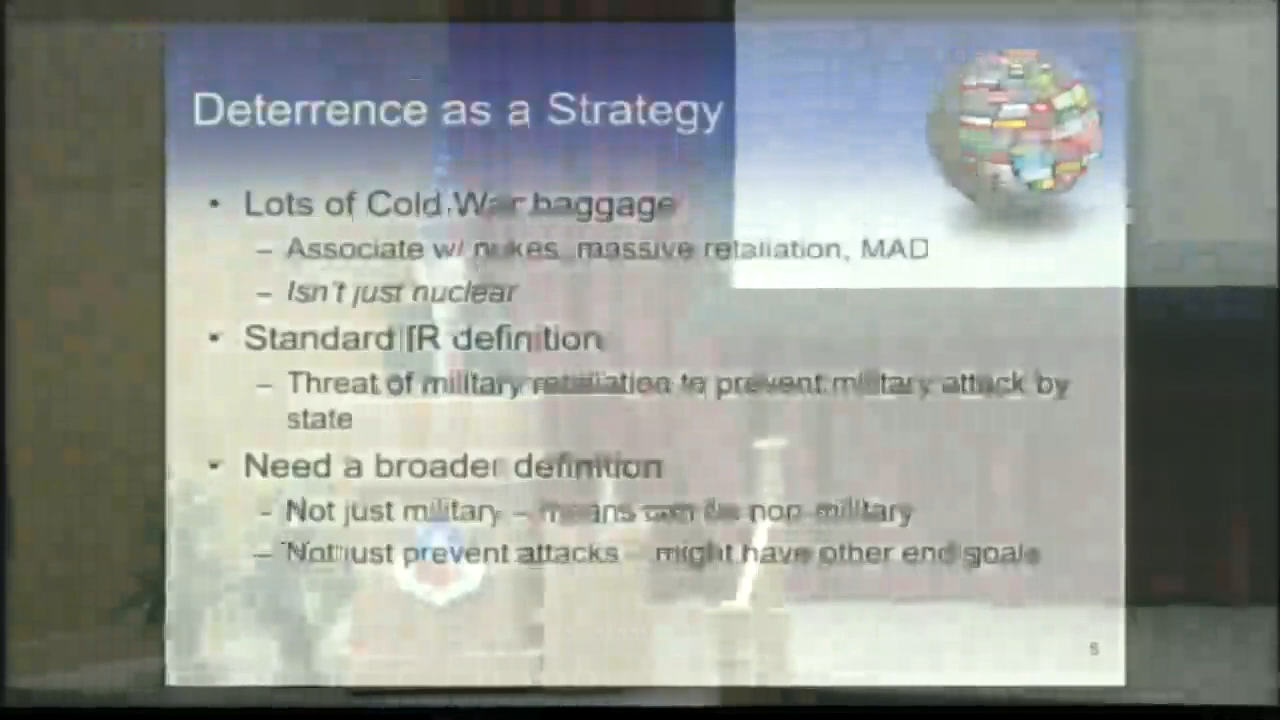 Deterrence as a Strategy
• Lots of Cold War baggage
– Associate w/ nukes, massive retaliation, MAD
– Isn't just nuclear
• Standard IR definition
– Threat of military retaliation to prevent military attack by
state
• Need a broader definition
– Not just military – means can be non-military
– Not just prevent attacks – might have other end goals
5